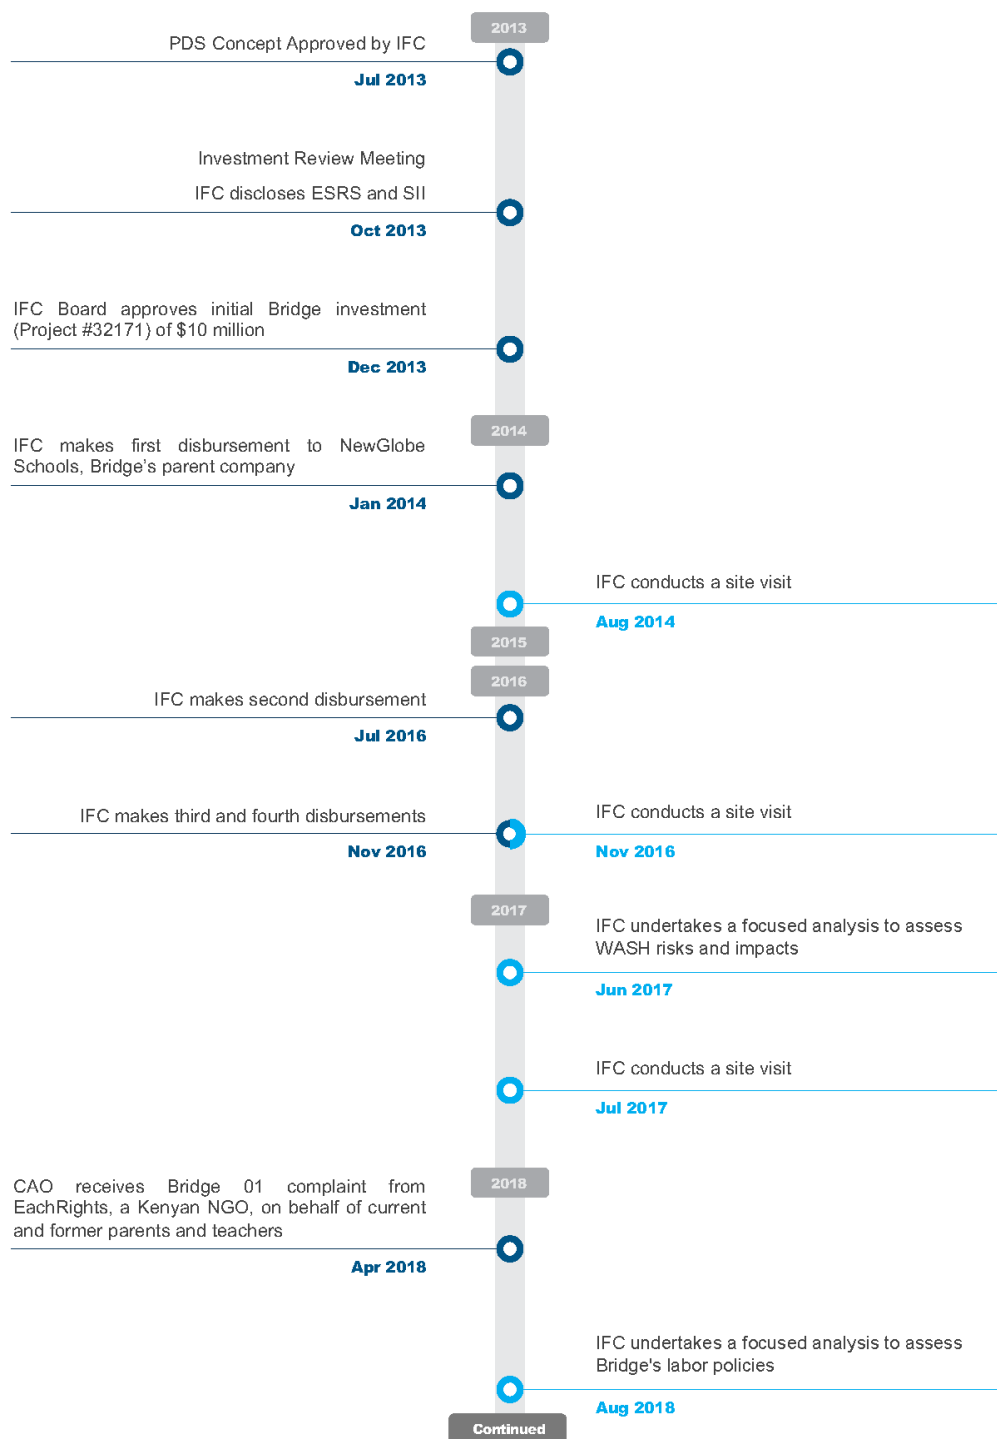 2013
PDS Concept Approved by IFC
Jul 2013
Investment Review Meeting
IFC discloses ESRS and SII
Oct 2013
IFC Board approves initial Bridge investment
(Project #32171) of $10 million
Dec 2013
2014
IFC makes first disbursement to NewGlobe
Schools, Bridge’s parent company
Jan 2014
IFC conducts a site visit
Aug 2014
2015
2016
IFC makes second disbursement
Jul 2016
IFC makes third and fourth disbursements
Nov 2016
IFC conducts a site visit
Nov 2016
2017
IFC undertakes a focused analysis to assess
WASH risks and impacts
Jun 2017
IFC conducts a site visit
Jul 2017
2018
CAO receives Bridge 01 complaint from
EachRights, a Kenyan NGO, on behalf of current
and former parents and teachers
Apr 2018
IFC undertakes a focused analysis to assess
Bridge's labor policies
Aug 2018
Continued